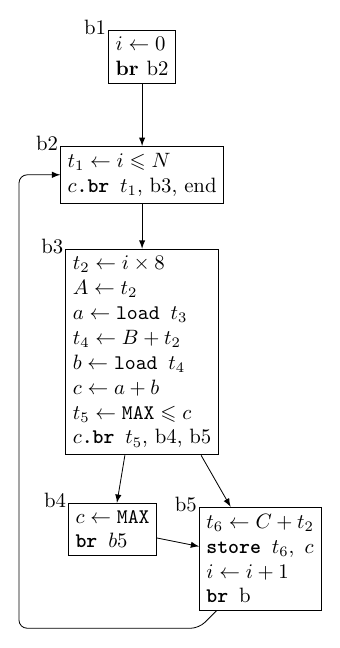 b1
i ← 0
br b2
b2
t₁ ← i ⩽ N
c.br t₁, b3, end
b3
t₂ ← i × 8
A ← t₂
a ← load t₃
t₄ ← B + t₂
b ← load t₄
c ← a + b
t₅ ← MAX ⩽ c
c.br t₅, b4, b5
b4
c ← MAX
br b5
b5
t₆ ← C + t₂
store t₆, c
i ← i + 1
br b